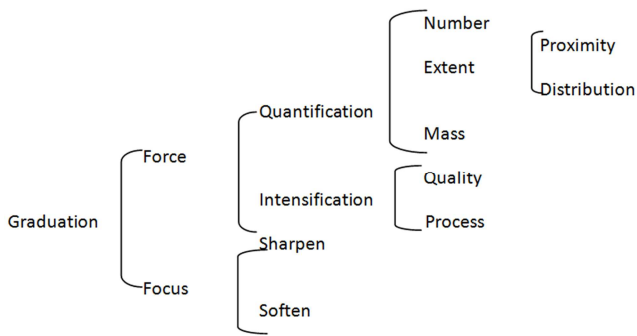 Number
Proximity
Extent
Distribution
Quantification
Mass
Force
Quality
Intensification
Graduation
Process
Sharpen
Focus
Soften